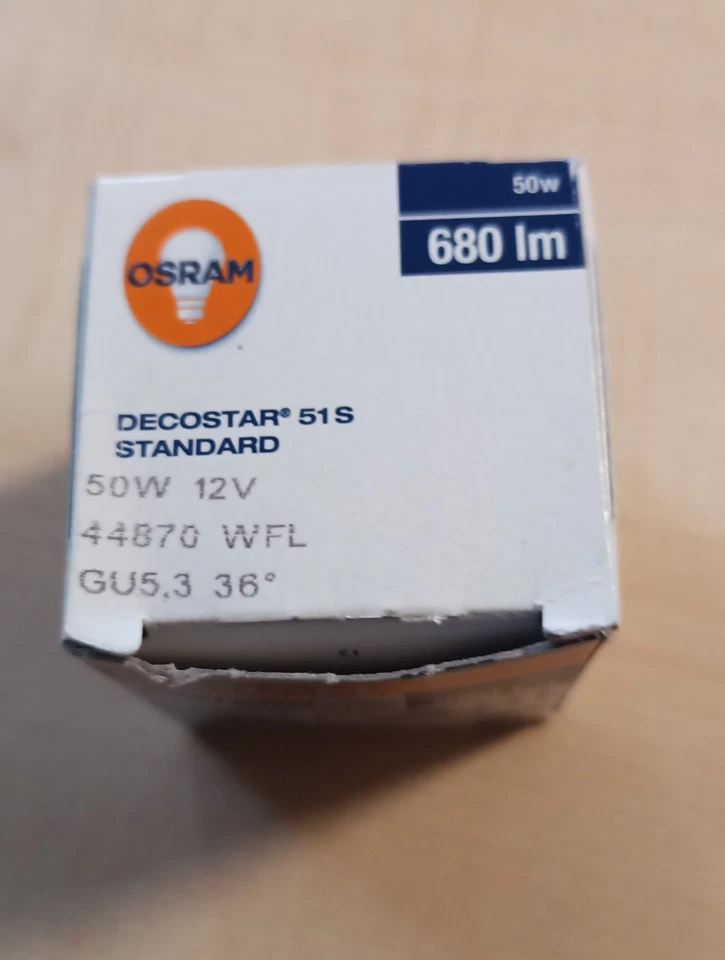 50w
680 lm
OSRAM
DECOSTAR® 51S
STANDARD
50W 12V
44870 WFL
GU5,3 36°